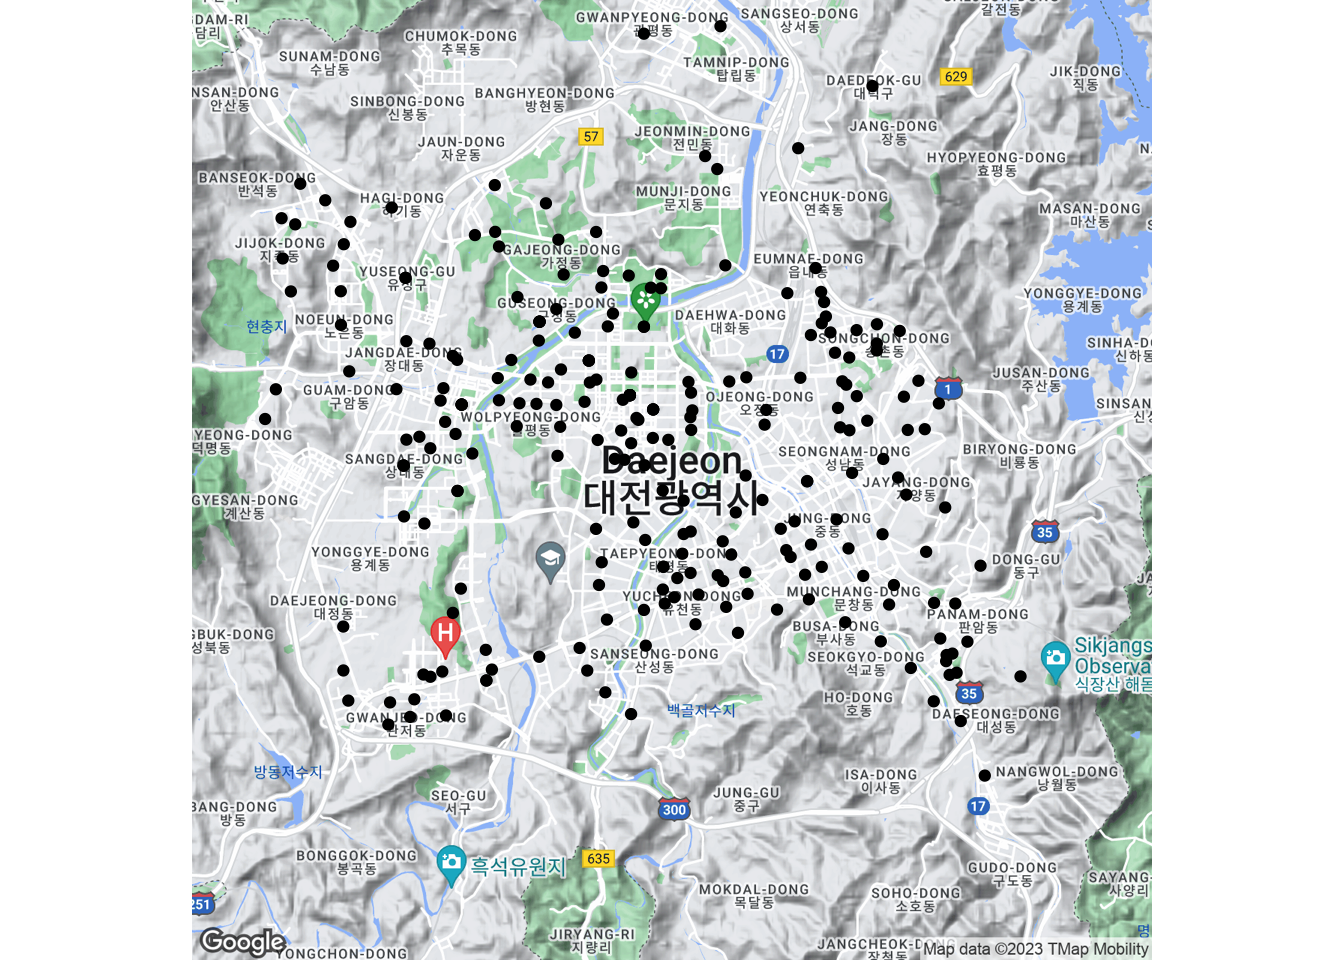 GWANPYEONG-DONG
SANGSEO-DONG
상서동
갈전동
DAM-RI
담리
CHUMOK-DONG
추목동
SUNAM-DONG
수남동
TAMNIP-DONG
탑립동
DAEDEOK-GU
대덕구
629
JIK-DONG
직동
NSAN-DONG
안산동
SINBONG-DONG
신봉동
BANGHYEON-DONG
방현동
57
JEONMIN-DONG
전민동
JANG-DONG
장동
JAUN-DONG
자운동
HYOPYEONG-DONG
효평동
BANSEOK-DONG
반석동
HAGI-DONG
하기동
MUNJI-DONG
문지동
YEONCHUK-DONG
연축동
MASAN-DONG
마산동
JIJOK-DONG
지족동
GAJEONG-DONG
가정동
EUMNAE-DONG
읍내동
YUSEONG-GU
유성구
YONGGYE-DONG
용계동
GUSEONG-DONG
구성동
현충지
NOEUN-DONG
노은동
DAEHWA-DONG
대화동
SONGCHON-DONG
송촌동
SINHA-D
신하동
JANGDAE-DONG
장대동
17
JUSAN-DONG
주산동
GUAM-DONG
구암동
1
OJEONG-DONG
오정동
SINSAN
WOLPYEONG-DONG
월평동
YEONG-DONG
덕명동
SANGDAE-DONG
상대동
Daejeon
대전광역시
SEONGNAM-DONG
성남동
BIRYONG-DONG
비룡동
JAYANG-DONG
자양동
GYESAN-DONG
계산동
JUNG-DONG
중동
35
YONGGYE-DONG
용계동
TAEPYEONG-DONG
태평동
DONG-GU
동구
DAEJEONG-DONG
대정동
YUCHEON-DONG
유천동
MUNCHANG-DONG
문창동
PANAM-DONG
판암동
GBUK-DONG
성북동
H
BUSA-DONG
부사동
SANSEONG-DONG
산성동
SEOKGYO-DONG
석교동
Sikjangs
Observa
식장산 해돋
35
HO-DONG
호동
백골저수지
GWANJEO-DONG
관저동
DAESEONG-DONG
대성동
방동저수지
ISA-DONG
이사동
NANGWOL-DONG
낭월동
SEO-GU
서구
JUNG-GU
중구
BANG-DONG
방동
300
17
BONGGOK-DONG
봉곡동
흑석유원지
635
GUDO-DONG
구도동
MOKDAL-DONG
목달동
SOHO-DONG
소호동
SAYANG-
사양리
251
JIRYANG-RI
지량리
Google
YONGCHON-DONG
Map data ©2023 TMap Mobility